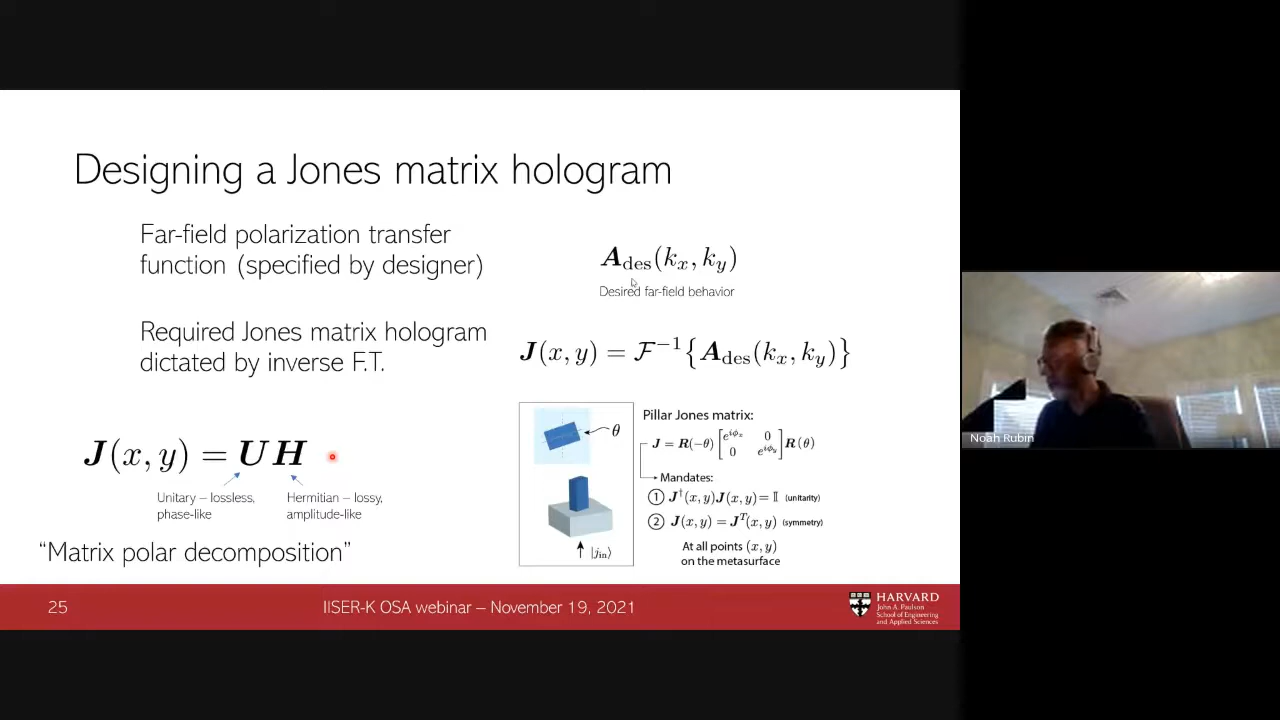 Designing a Jones matrix hologram
Far-field polarization transfer
function (specified by designer)
A_des(k_x, k_y)
Desired far-field behavior
Required Jones matrix hologram
dictated by inverse F.T.
J(x, y) = ℱ⁻¹{A_des(k_x, k_y)}
J(x, y) = UH
Unitary – lossless,
phase-like
Hermitian – lossy,
amplitude-like
"Matrix polar decomposition"
θ
|j_in⟩
Pillar Jones matrix:
J = R(-θ) [e^{iϕ_x} 0
0 e^{iϕ_y}] R(θ)
Mandates:
① J†(x, y)J(x, y) = 𝕀 (unitarity)
② J(x, y) = J^T(x, y) (symmetry)
At all points (x, y)
on the metasurface
25
IISER-K OSA webinar – November 19, 2021
HARVARD
John A. Paulson
School of Engineering
and Applied Sciences
Noah Rubin